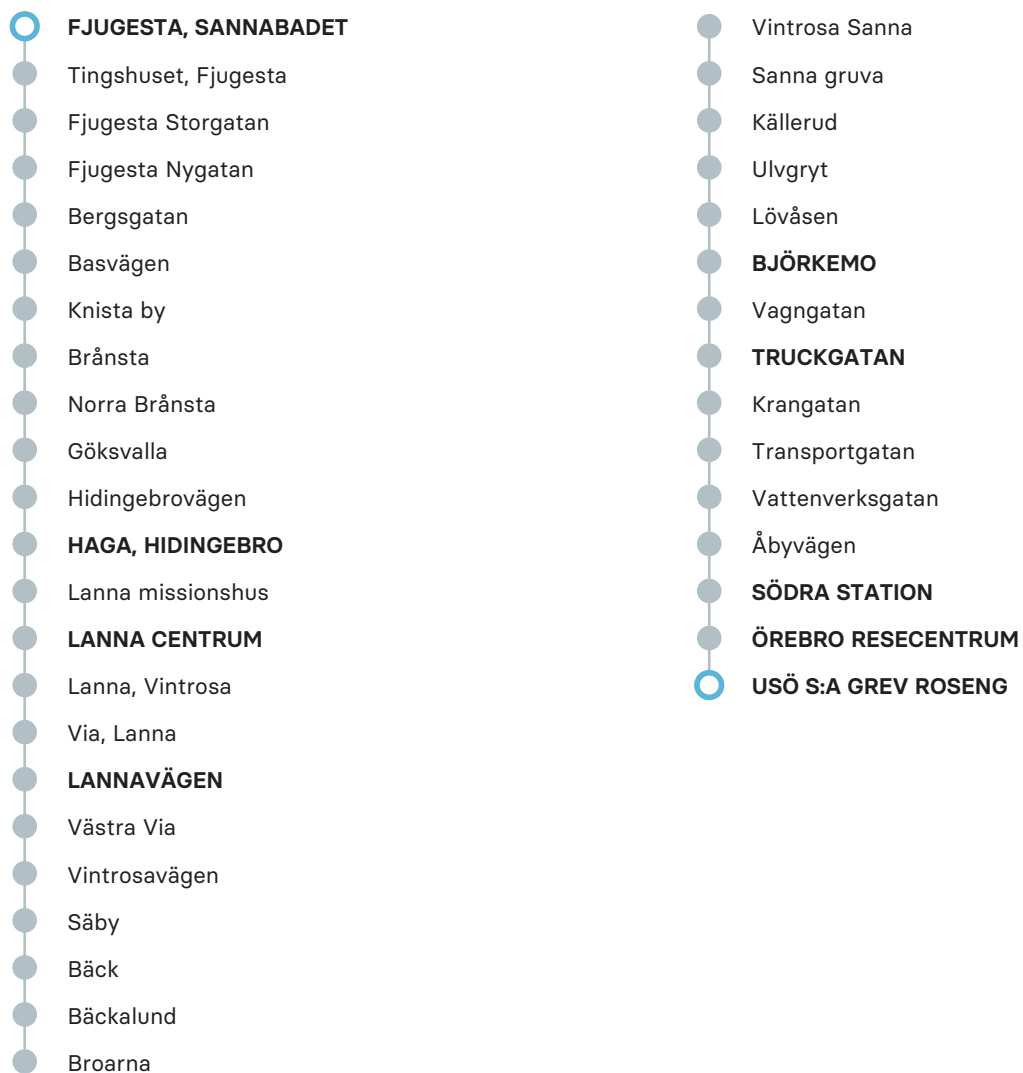 FJUGESTA, SANNABADET
Tingshuset, Fjugesta
Fjugesta Storgatan
Fjugesta Nygatan
Bergsgatan
Basvägen
Knista by
Brånsta
Norra Brånsta
Göksvalla
Hidingebrovägen
HAGA, HIDINGEBRO
Lanna missionshus
LANNA CENTRUM
Lanna, Vintrosa
Via, Lanna
LANNAVÄGEN
Västra Via
Vintrosavägen
Säby
Bäck
Bäckalund
Broarna
Vintrosa Sanna
Sanna gruva
Källerud
Ulvgryt
Lövåsen
BJÖRKEMO
Vagngatan
TRUCKGATAN
Krangatan
Transportgatan
Vattenverksgatan
Åbyvägen
SÖDRA STATION
ÖREBRO RESECENTRUM
USÖ S:A GREV ROSENG